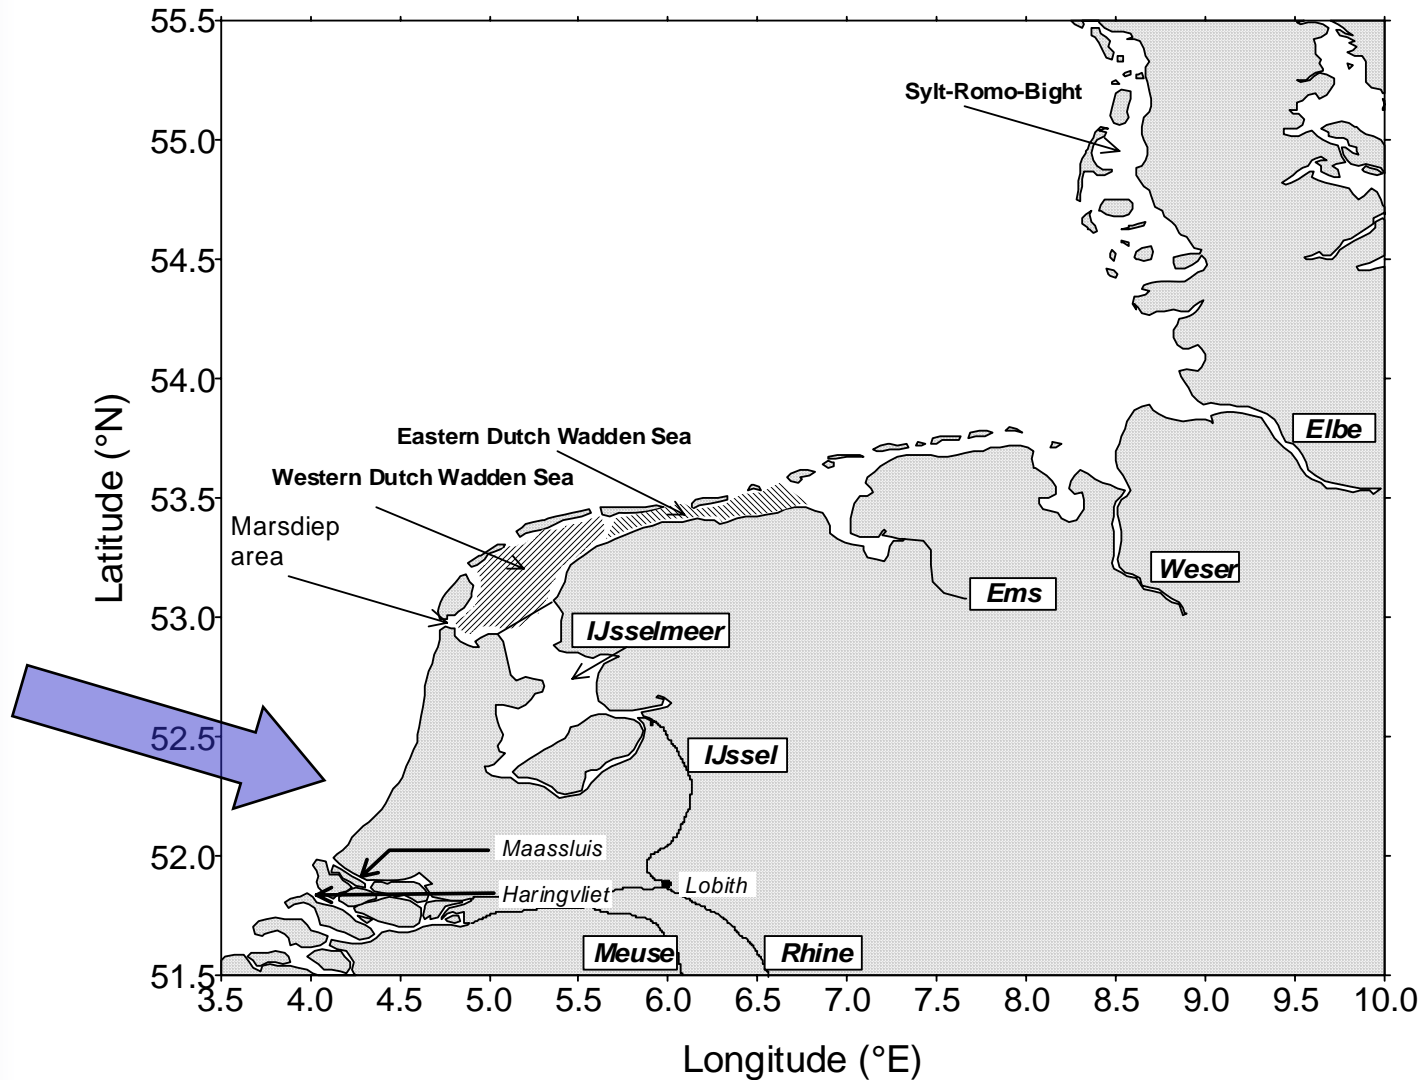 55.5
Sylt-Romo-Bight
55.0
54.5
54.0
Latitude (°N)
Eastern Dutch Wadden Sea
Elbe
Western Dutch Wadden Sea
53.5
Marsdiep
area
Weser
Ems
53.0
IJsselmeer
52.5
IJssel
52.0
Maassluis
Lobith
Haringvliet
Meuse
Rhine
51.5
3.5 4.0 4.5 5.0 5.5 6.0 6.5 7.0 7.5 8.0 8.5 9.0 9.5 10.0
Longitude (°E)